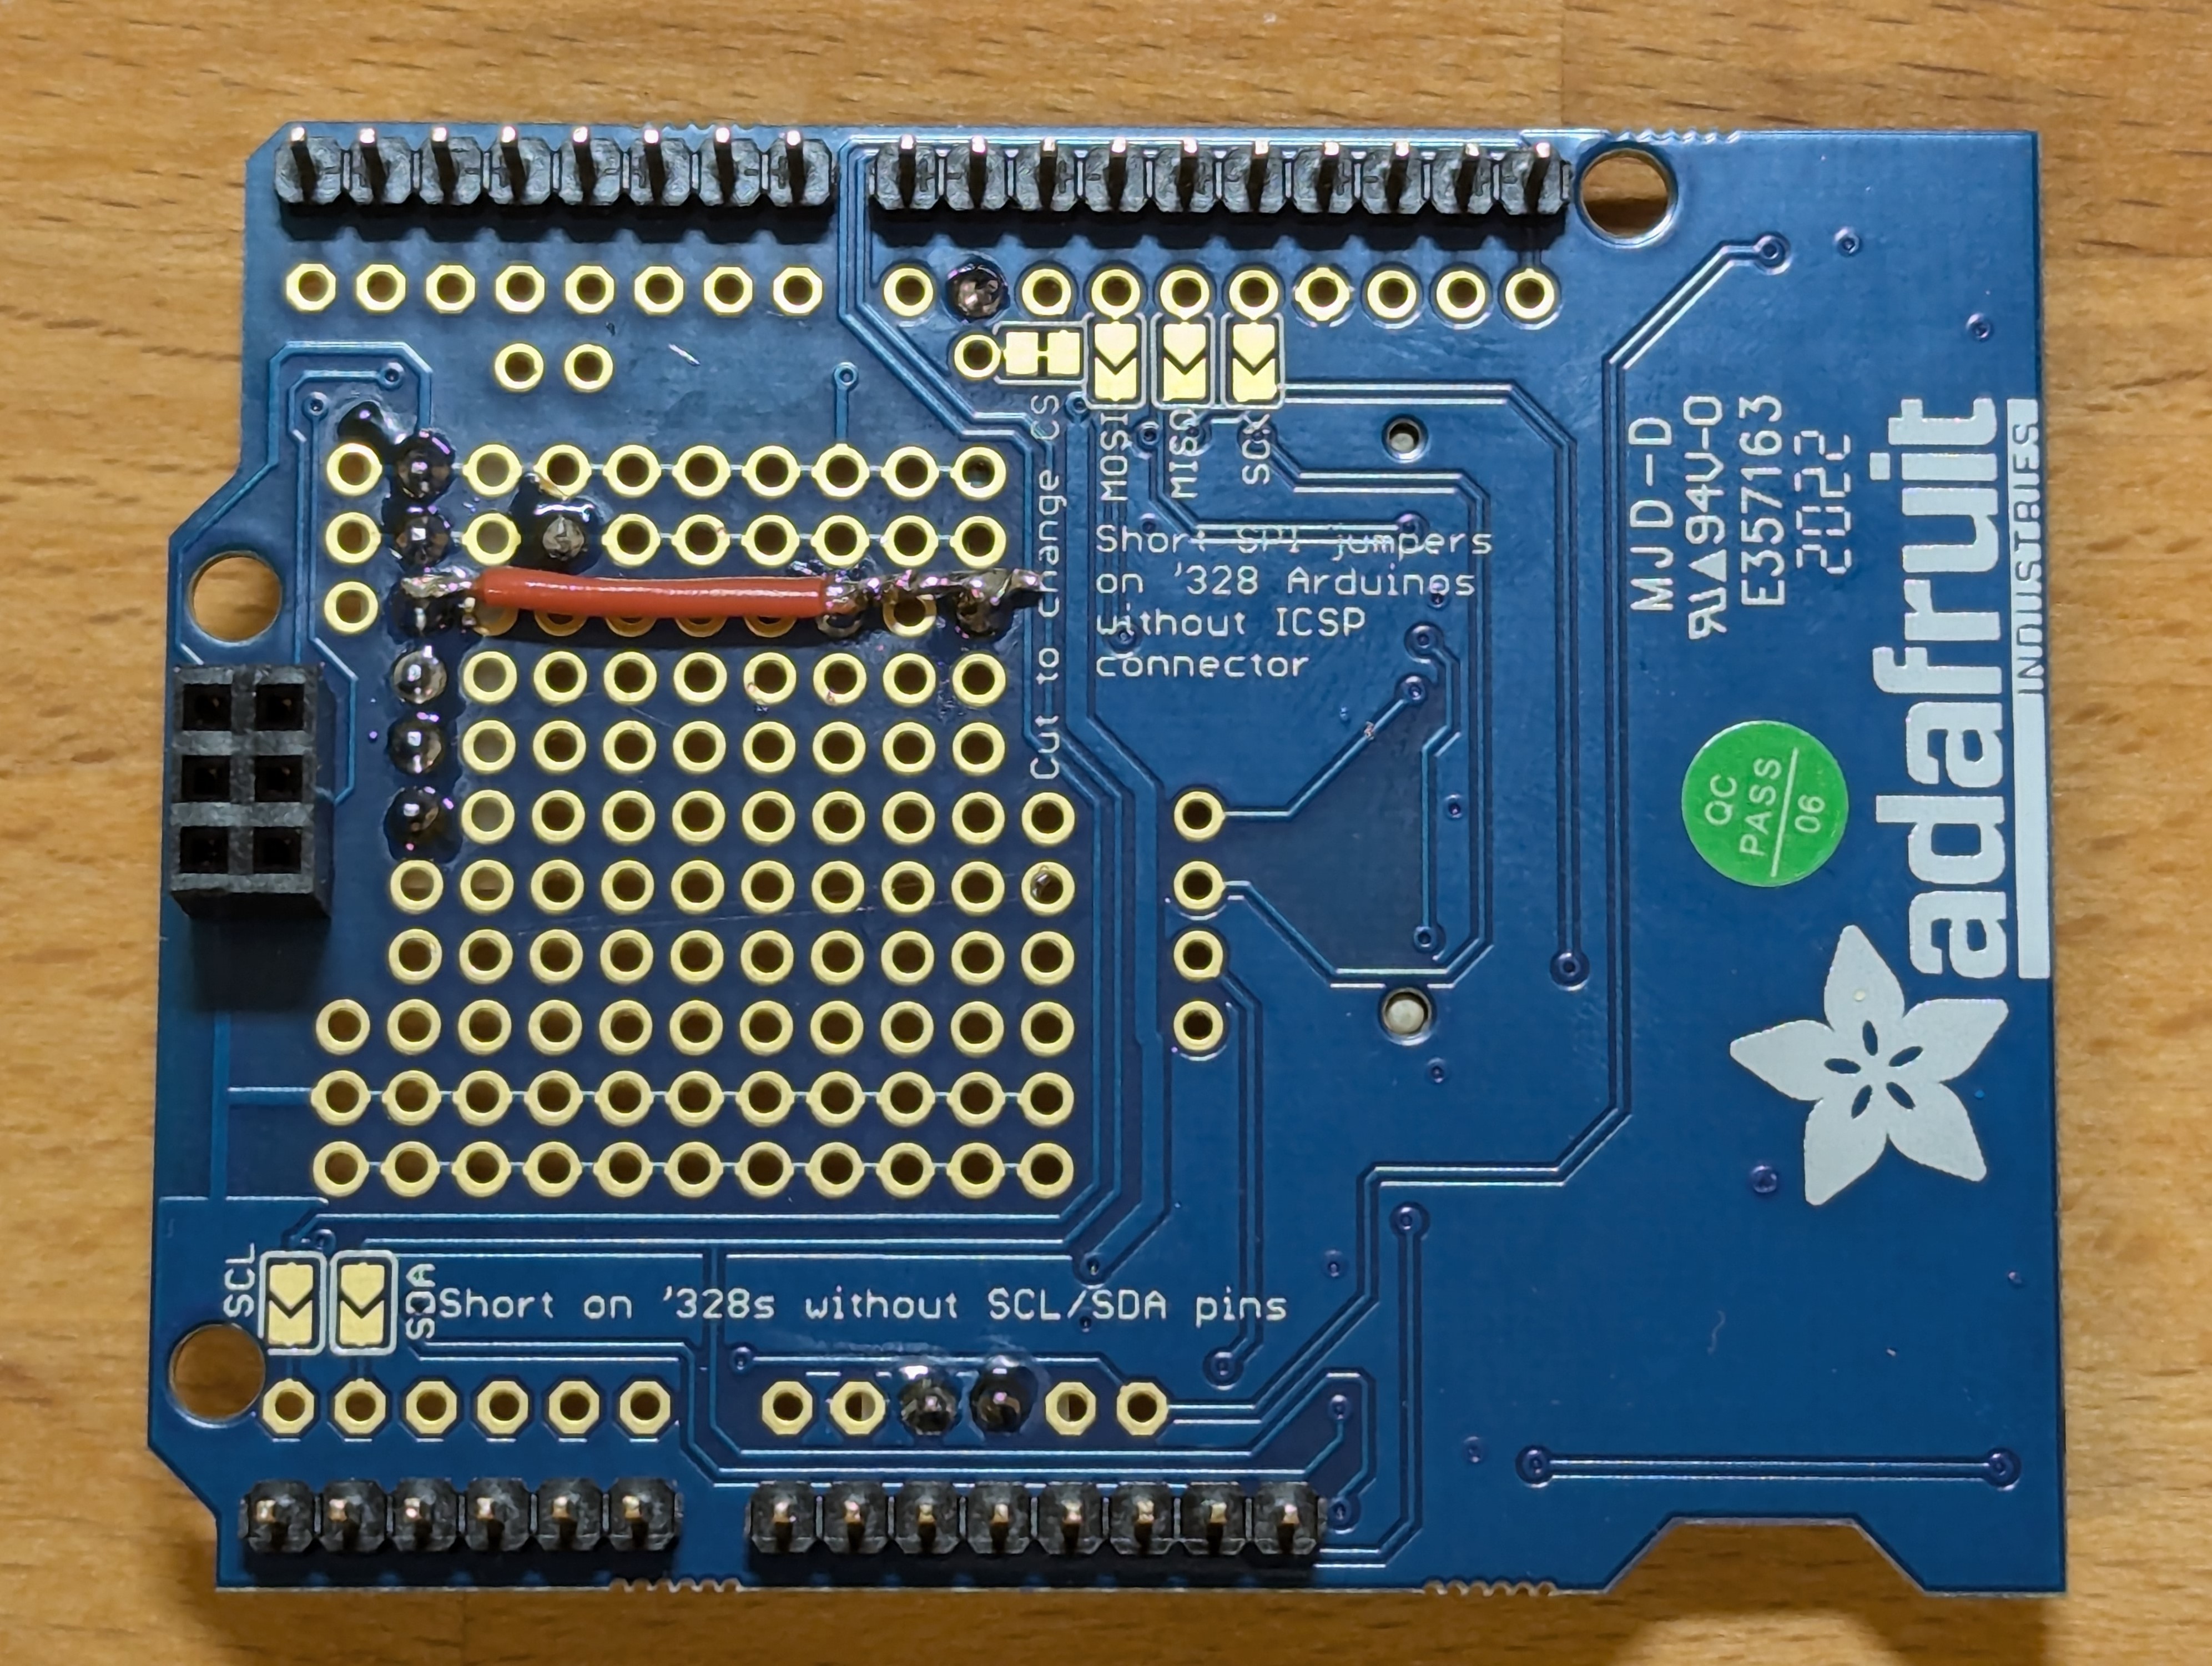 Cut to change CS
MOSI
MISO
SCK
Short SPI jumpers
on '328 Arduinos
without ICSP
connector
MJD-D
94V-0
E357163
2022
adafruit
INDUSTRIES
QC
PASS
06
SCL
SDA
Short on '328s without SCL/SDA pins